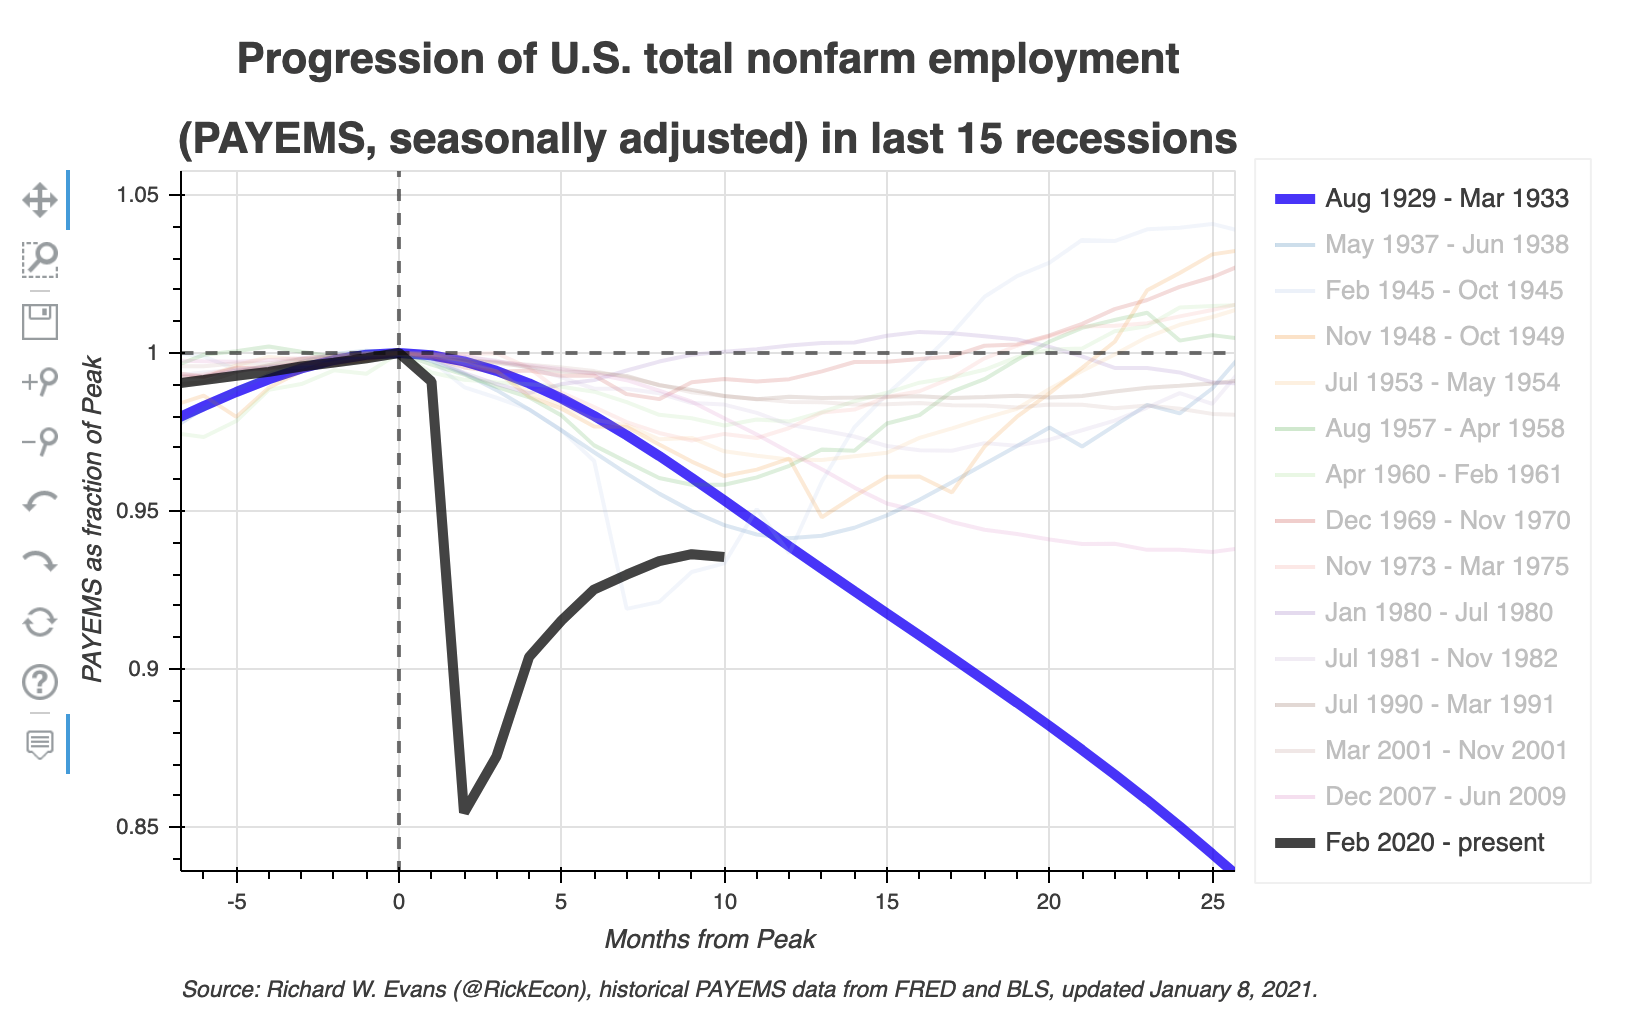 Progression of U.S. total nonfarm employment
(PAYEMS, seasonally adjusted) in last 15 recessions
1.05
1
0.95
0.9
0.85
PAYEMS as fraction of Peak
-5
0
5
10
15
20
25
Months from Peak
Aug 1929 - Mar 1933
May 1937 - Jun 1938
Feb 1945 - Oct 1945
Nov 1948 - Oct 1949
Jul 1953 - May 1954
Aug 1957 - Apr 1958
Apr 1960 - Feb 1961
Dec 1969 - Nov 1970
Nov 1973 - Mar 1975
Jan 1980 - Jul 1980
Jul 1981 - Nov 1982
Jul 1990 - Mar 1991
Mar 2001 - Nov 2001
Dec 2007 - Jun 2009
Feb 2020 - present
Source: Richard W. Evans (@RickEcon), historical PAYEMS data from FRED and BLS, updated January 8, 2021.